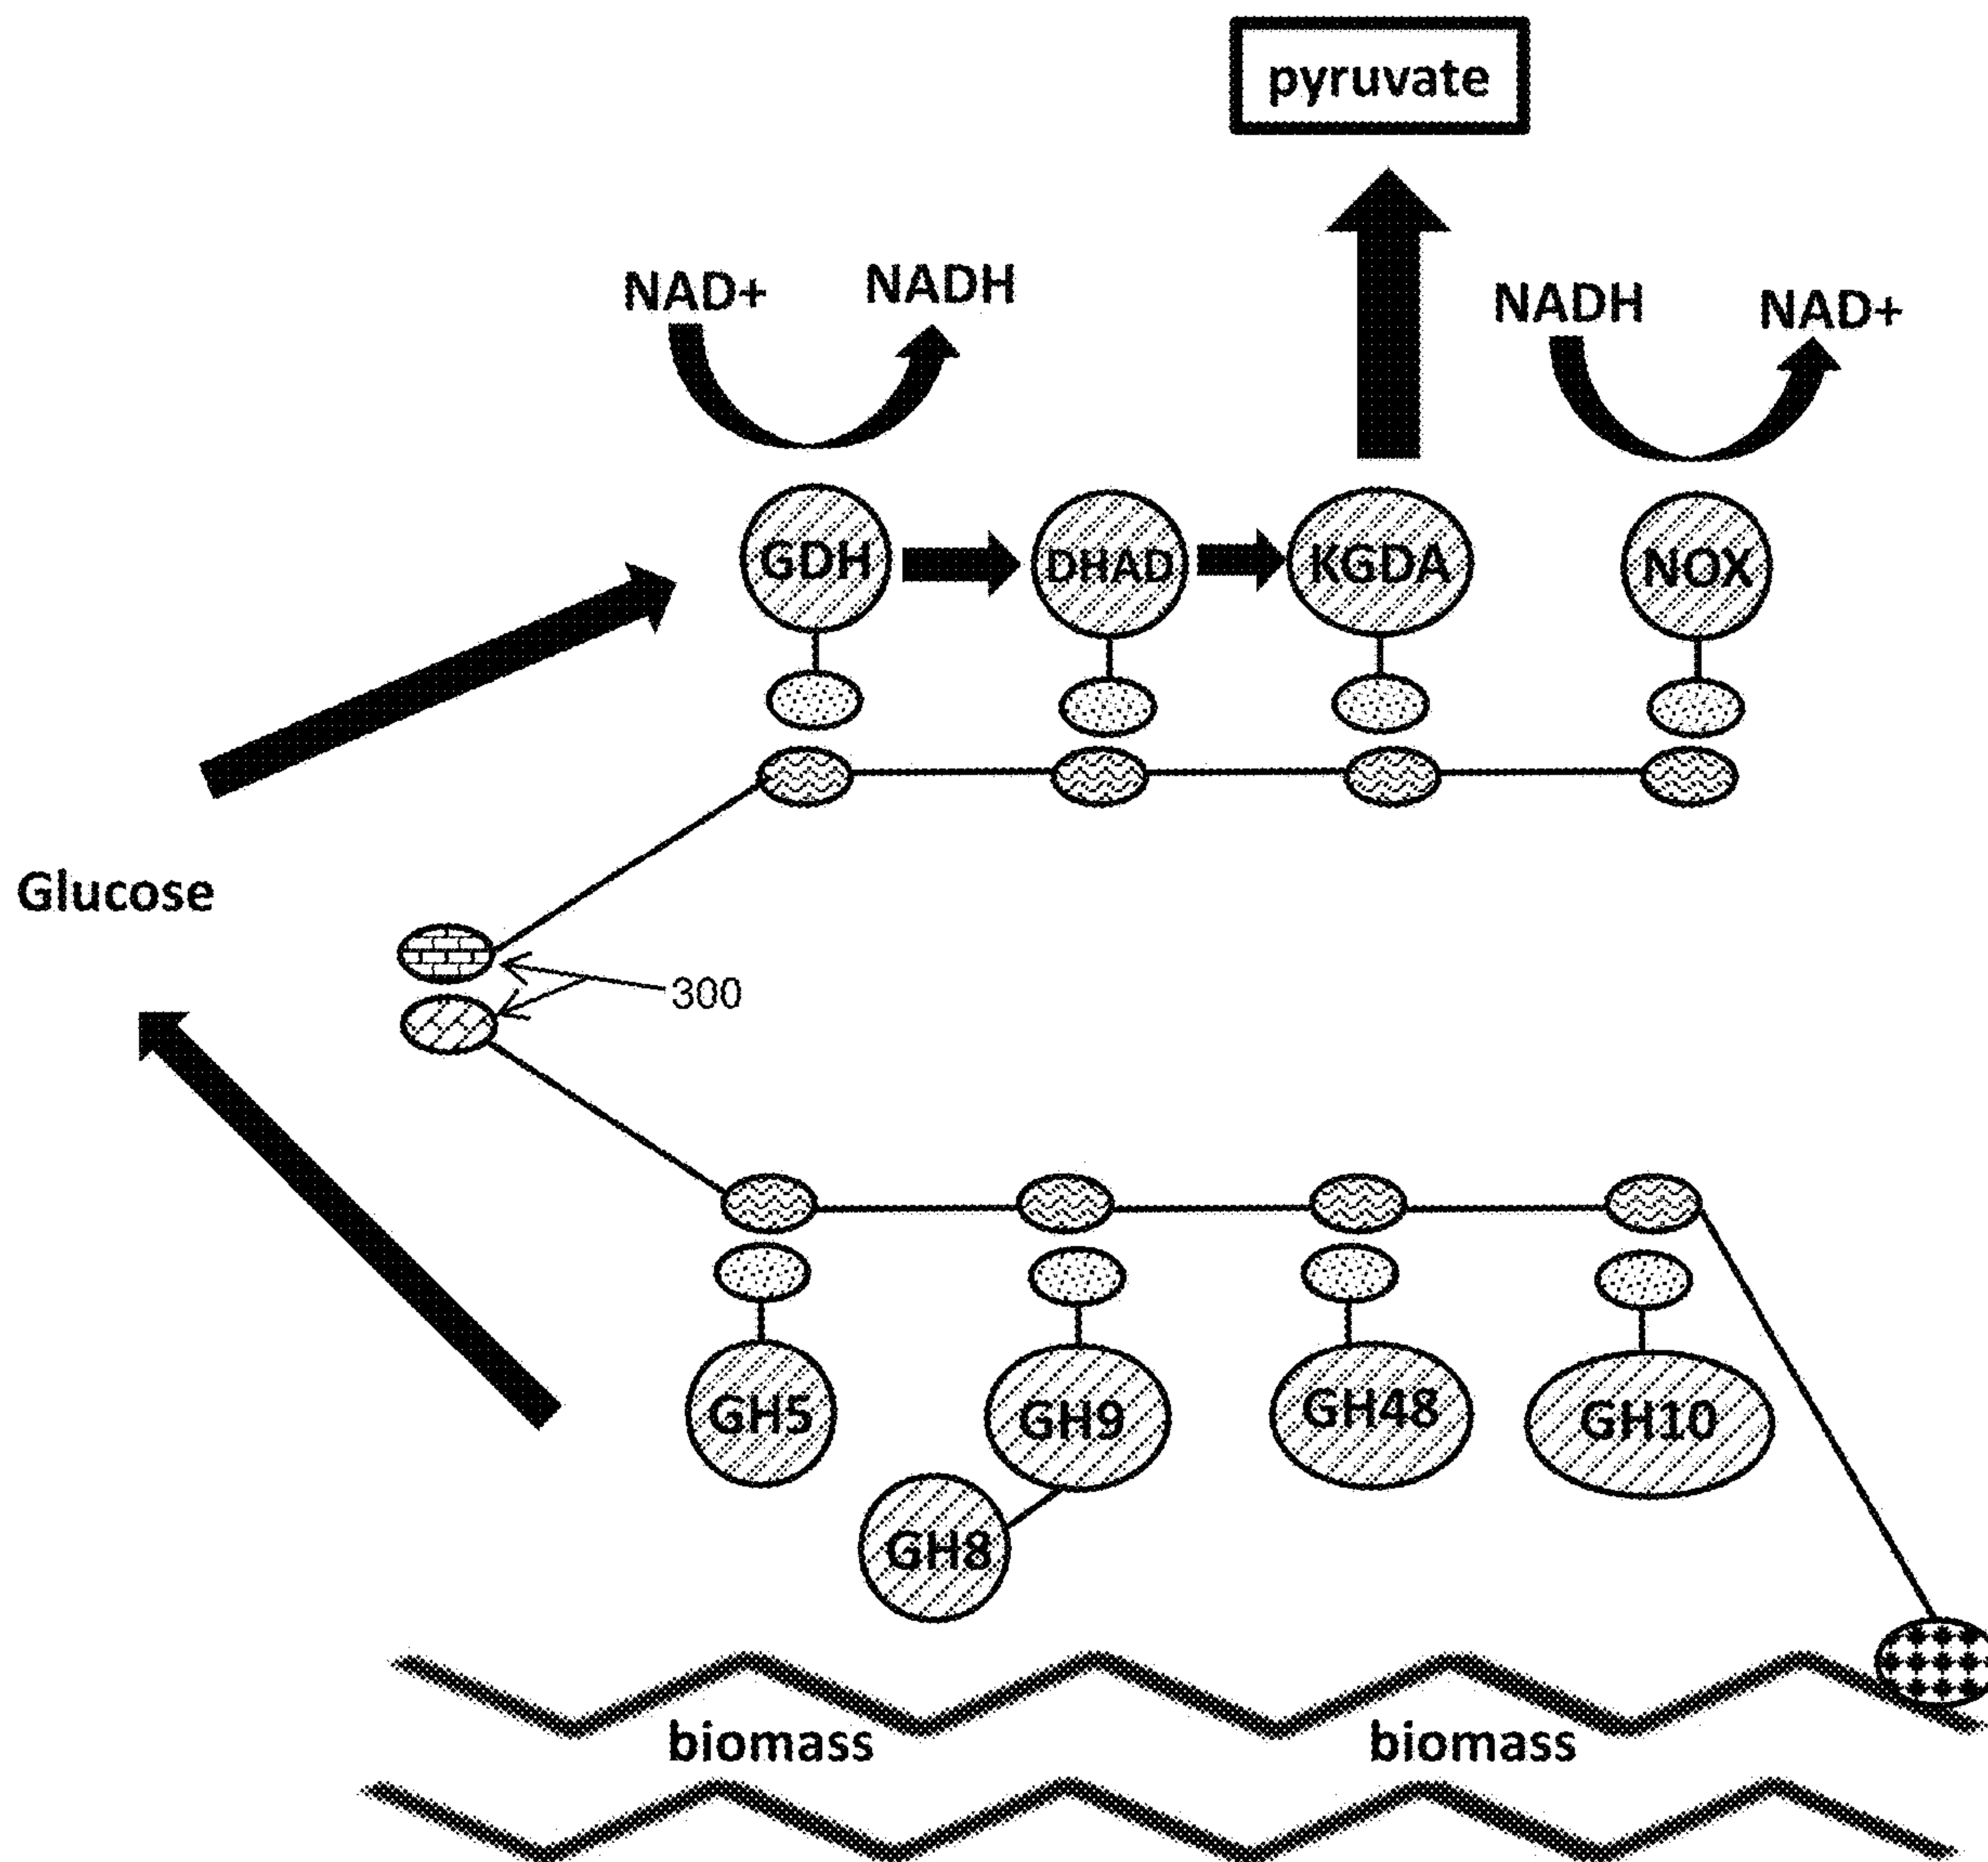 pyruvate
NAD+
NADH
NADH
NAD+
GDH
DHAD
KGDA
NOX
Glucose
300
GH5
GH9
GH48
GH10
GH8
biomass
biomass